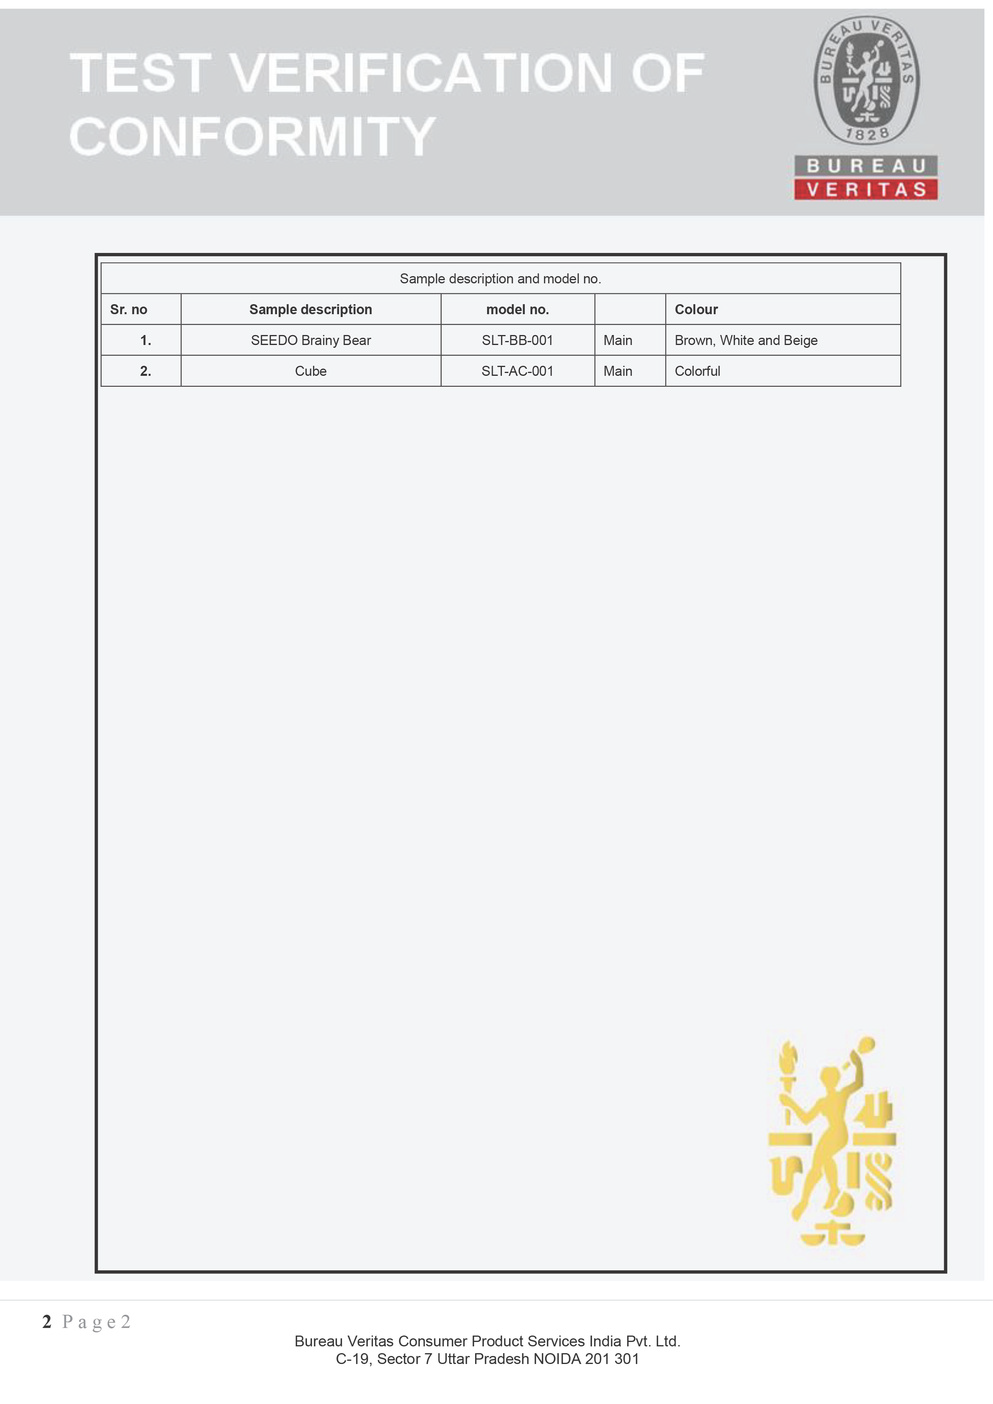 TEST VERIFICATION OF
CONFORMITY
BUREAU VERITAS
1828
BUREAU
VERITAS
Sample description and model no.
Sr. no Sample description model no. Colour
1. SEEDO Brainy Bear SLT-BB-001 Main Brown, White and Beige
2. Cube SLT-AC-001 Main Colorful
2 Page2
Bureau Veritas Consumer Product Services India Pvt. Ltd.
C-19, Sector 7 Uttar Pradesh NOIDA 201 301